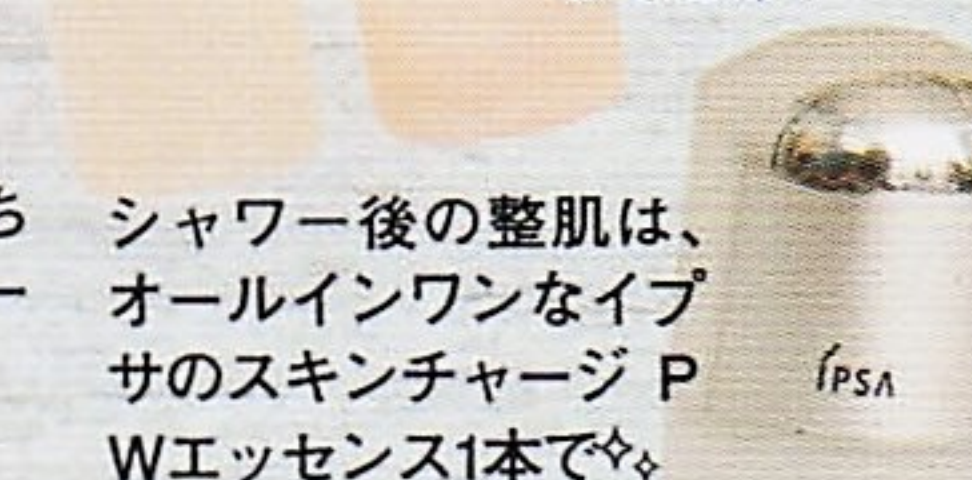 ち
ー
シャワー後の整肌は、
オールインワンなイプ
サのスキンチャージ P
Wエッセンス1本で✧✧
IPSA